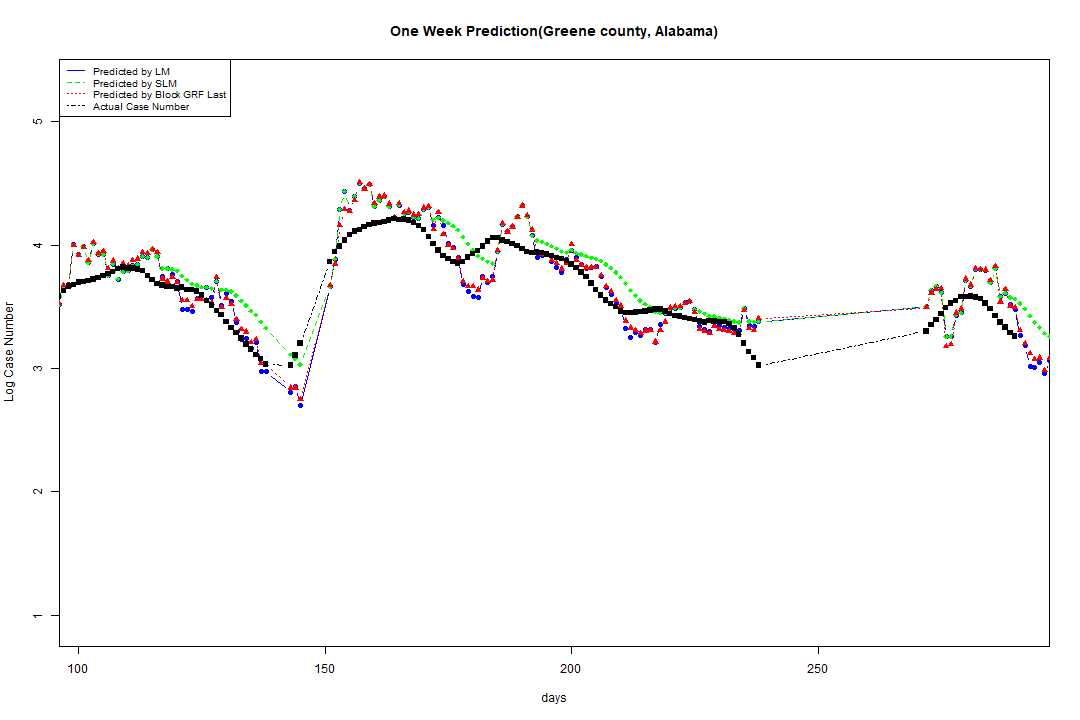 One Week Prediction(Greene county, Alabama)
Predicted by LM
Predicted by SLM
Predicted by Block GRF Last
Actual Case Number
5
4
3
2
1
Log Case Number
100 150 200 250
days